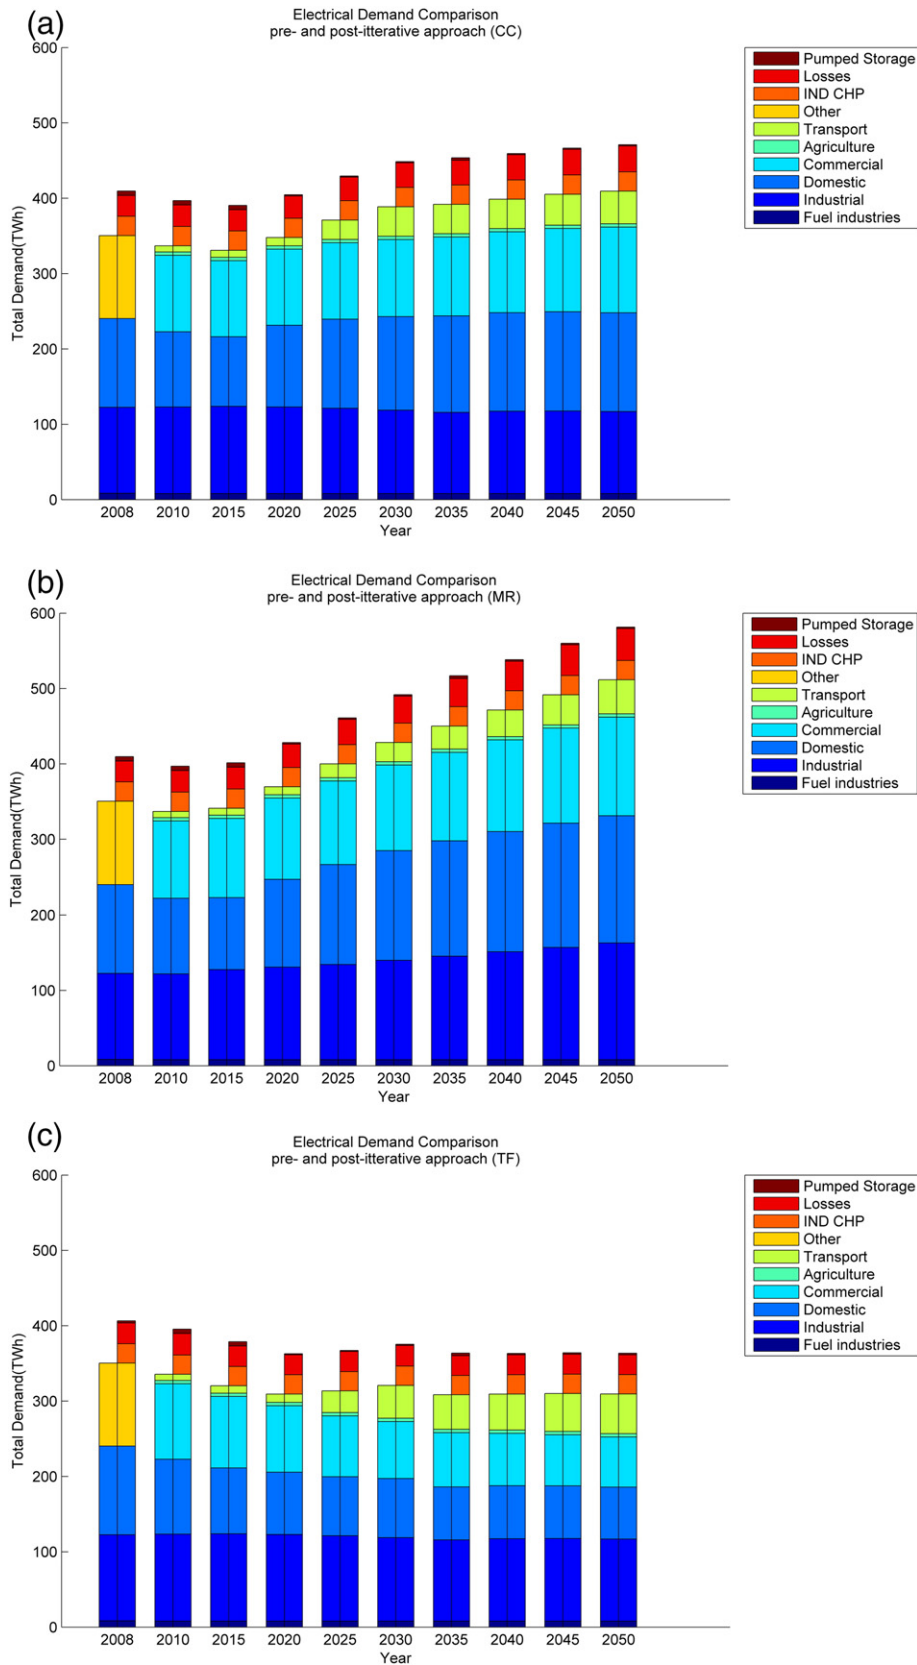 (a)
Electrical Demand Comparison
pre- and post-itterative approach (CC)
600
500
400
300
200
100
0
Total Demand(TWh)
2008 2010 2015 2020 2025 2030 2035 2040 2045 2050
Year
Pumped Storage
Losses
IND CHP
Other
Transport
Agriculture
Commercial
Domestic
Industrial
Fuel industries
(b)
Electrical Demand Comparison
pre- and post-itterative approach (MR)
600
500
400
300
200
100
0
Total Demand(TWh)
2008 2010 2015 2020 2025 2030 2035 2040 2045 2050
Year
Pumped Storage
Losses
IND CHP
Other
Transport
Agriculture
Commercial
Domestic
Industrial
Fuel industries
(c)
Electrical Demand Comparison
pre- and post-itterative approach (TF)
600
500
400
300
200
100
0
Total Demand(TWh)
2008 2010 2015 2020 2025 2030 2035 2040 2045 2050
Year
Pumped Storage
Losses
IND CHP
Other
Transport
Agriculture
Commercial
Domestic
Industrial
Fuel industries